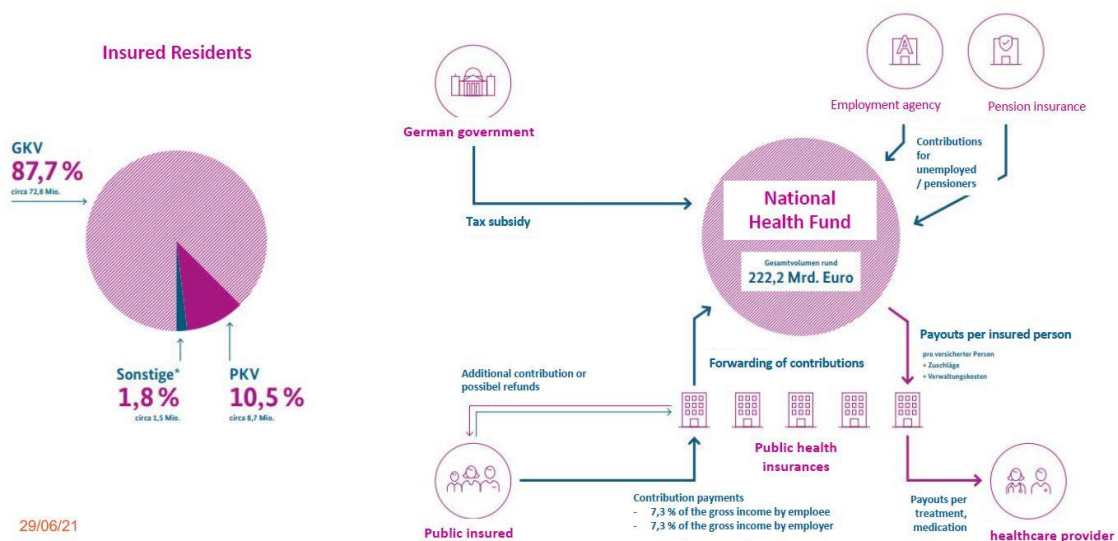 Insured Residents
GKV
87,7 %
circa 72,8 Mio.
Sonstige*
1,8 %
circa 1,5 Mio.
PKV
10,5 %
circa 8,7 Mio.
29/06/21
German government
Tax subsidy
Employment agency
Pension insurance
Contributions
for
unemployed
/ pensioners
National
Health Fund
Gesamtvolumen rund
222,2 Mrd. Euro
Forwarding of contributions
Payouts per insured person
pro versicherter Person
+ Zuschläge
+ Verwaltungskosten
Additional contribution or
possibel refunds
Public health
insurances
Public insured
Contribution payments
- 7,3 % of the gross income by emploee
- 7,3 % of the gross income by employer
Payouts per
treatment,
medication
healthcare provider